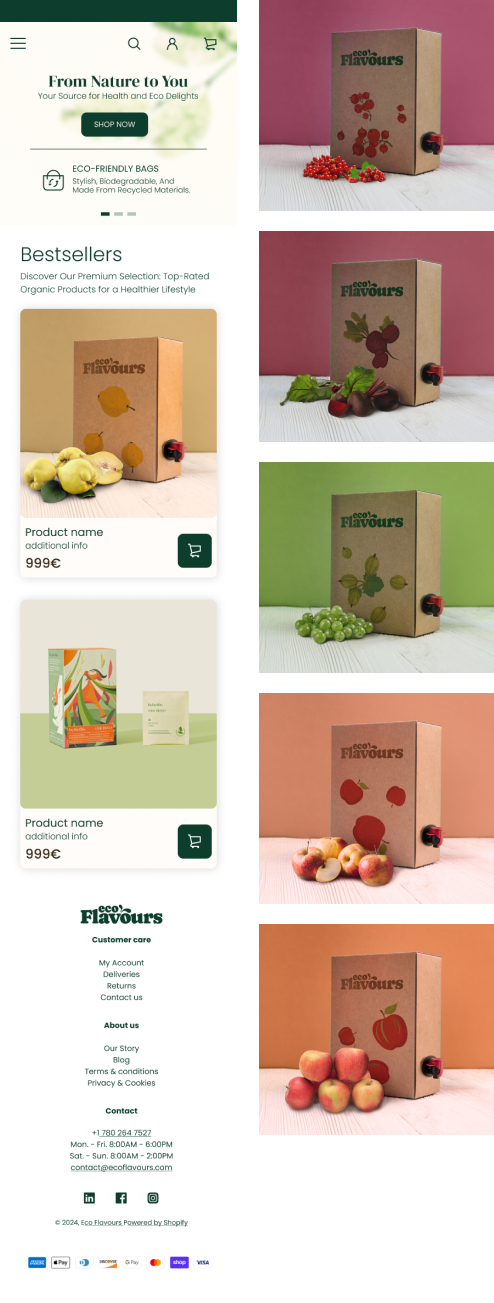 From Nature to You
Your Source for Health and Eco Delights
SHOP NOW
ECO-FRIENDLY BAGS
Stylish, Biodegradable, And
Made From Recycled Materials.
Bestsellers
Discover Our Premium Selection: Top-Rated
Organic Products for a Healthier Lifestyle
eco
Flavours
Product name
additional info
999€
Product name
additional info
999€
eco
Flavours
Customer care
My Account
Deliveries
Returns
Contact us
About us
Our Story
Blog
Terms & conditions
Privacy & Cookies
Contact
+1 780 264 7527
Mon. - Fri. 8:00AM - 6:00PM
Sat. - Sun. 8:00AM - 2:00PM
contact@ecoflavours.com
© 2024, Eco Flavours Powered by Shopify
Pay
G Pay
shop
VISA
eco
Flavours
eco
Flavours
eco
Flavours
eco
Flavours
eco
Flavours